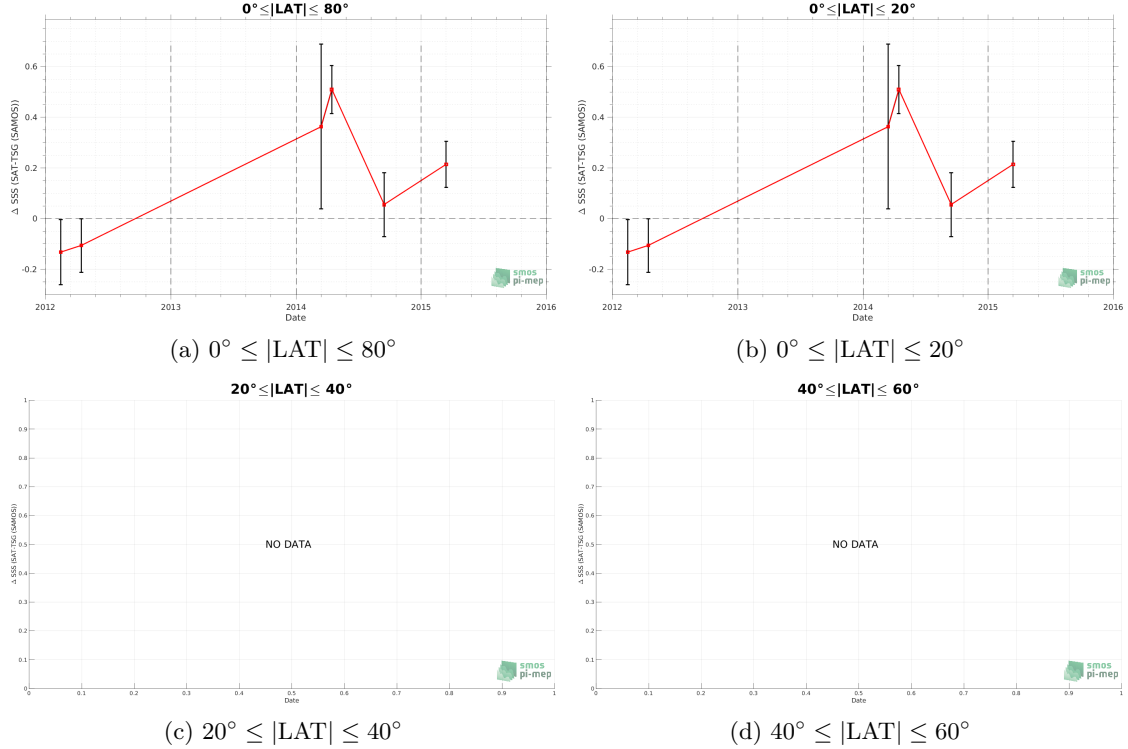 0°≤|LAT|≤ 80°
Δ SSS (SAT-TSG (SAMOS))
0.6
0.4
0.2
0
-0.2
2012
2013
2014
2015
2016
Date
smos
pi-mep
(a) 0° ≤ |LAT| ≤ 80°
0°≤|LAT|≤ 20°
Δ SSS (SAT-TSG (SAMOS))
0.6
0.4
0.2
0
-0.2
2012
2013
2014
2015
2016
Date
smos
pi-mep
(b) 0° ≤ |LAT| ≤ 20°
20°≤|LAT|≤ 40°
Δ SSS (SAT-TSG (SAMOS))
1
0.9
0.8
0.7
0.6
0.5
0.4
0.3
0.2
0.1
0
NO DATA
0
0.1
0.2
0.3
0.4
0.5
0.6
0.7
0.8
0.9
1
Date
smos
pi-mep
(c) 20° ≤ |LAT| ≤ 40°
40°≤|LAT|≤ 60°
Δ SSS (SAT-TSG (SAMOS))
1
0.9
0.8
0.7
0.6
0.5
0.4
0.3
0.2
0.1
0
NO DATA
0
0.1
0.2
0.3
0.4
0.5
0.6
0.7
0.8
0.9
1
Date
smos
pi-mep
(d) 40° ≤ |LAT| ≤ 60°